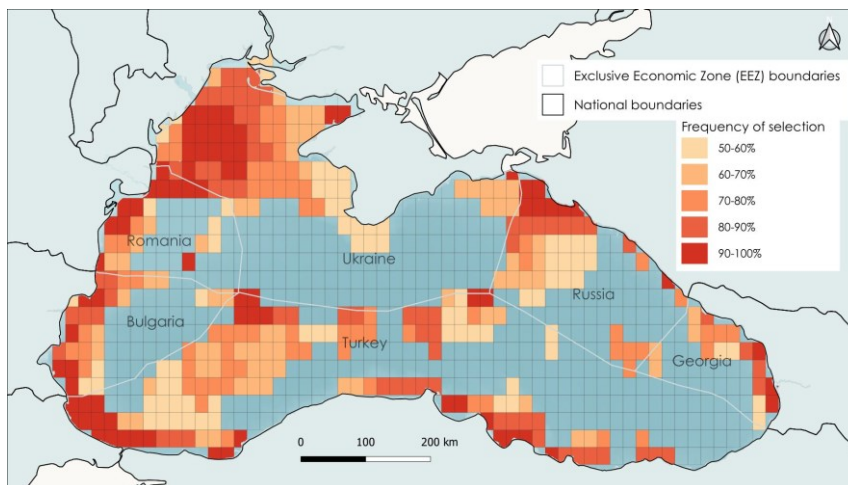 Exclusive Economic Zone (EEZ) boundaries
National boundaries
Frequency of selection
50-60%
60-70%
70-80%
80-90%
90-100%
Romania
Ukraine
Russia
Bulgaria
Turkey
Georgia
0 100 200 km